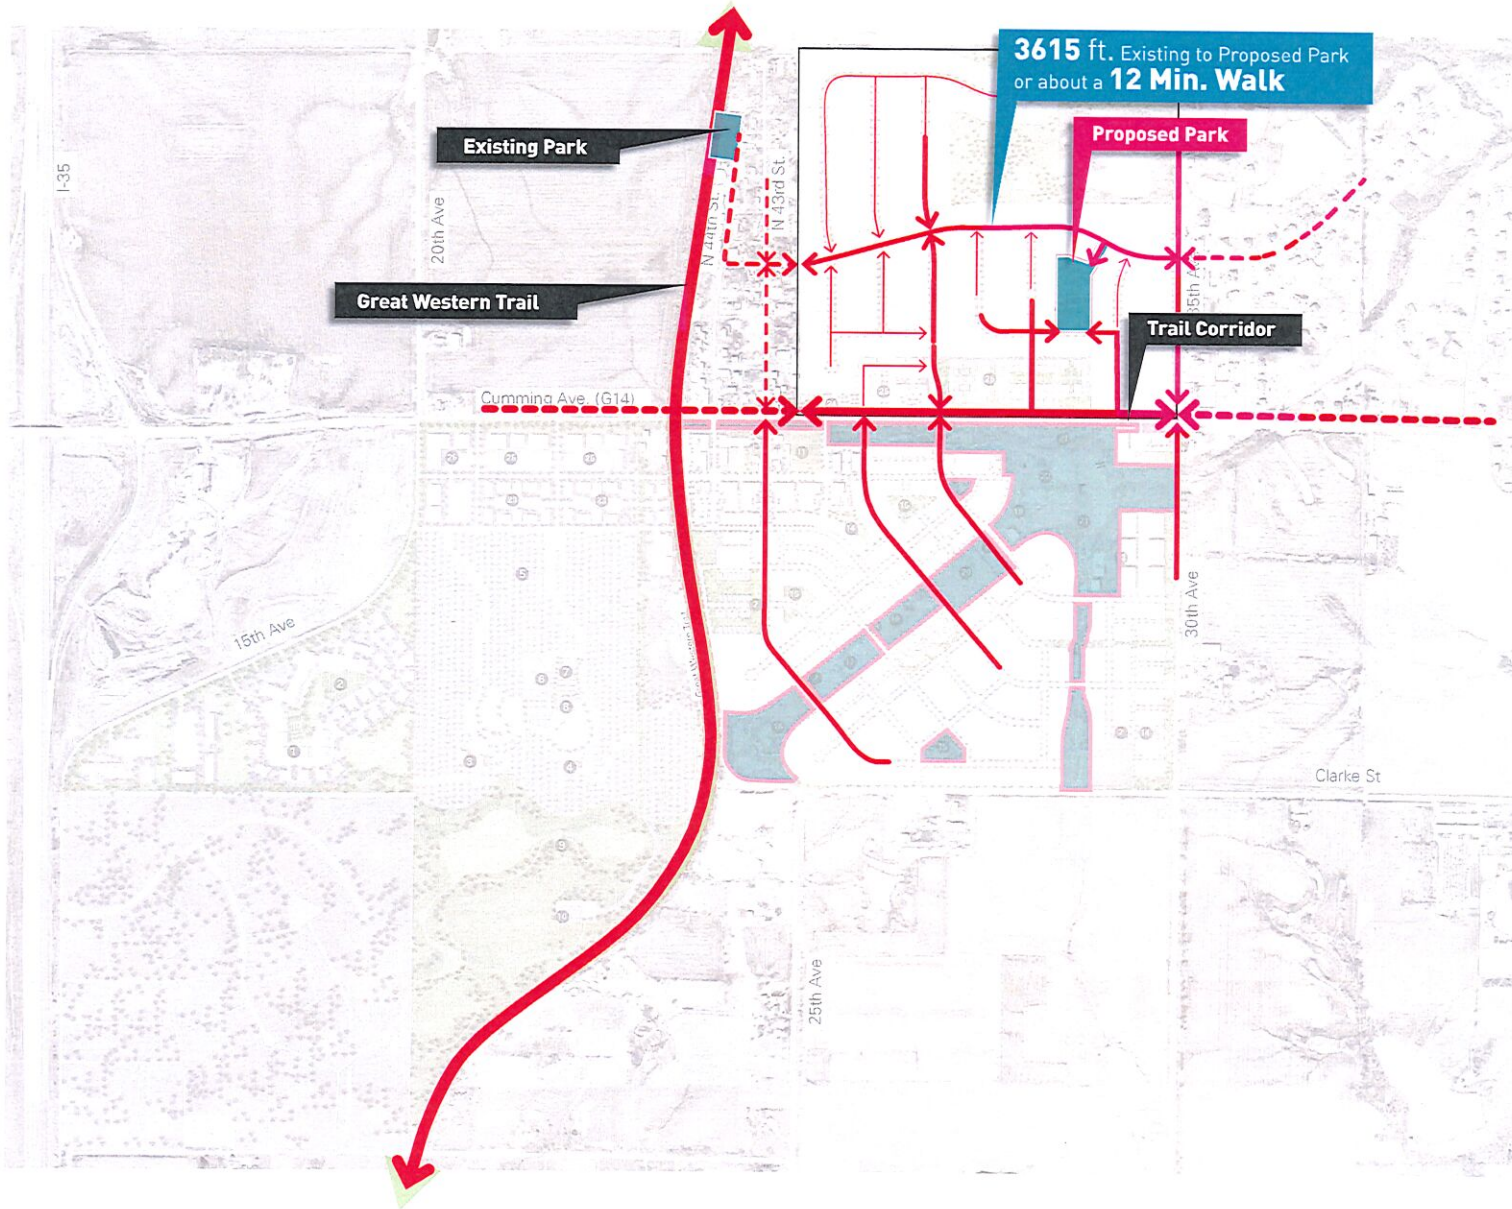 3615 ft. Existing to Proposed Park
or about a 12 Min. Walk
Existing Park
Proposed Park
I-35
20th Ave
N 44th St.
N 43rd St.
Great Western Trail
Trail Corridor
Cumming Ave. (G14)
15th Ave
30th Ave
Clarke St
25th Ave